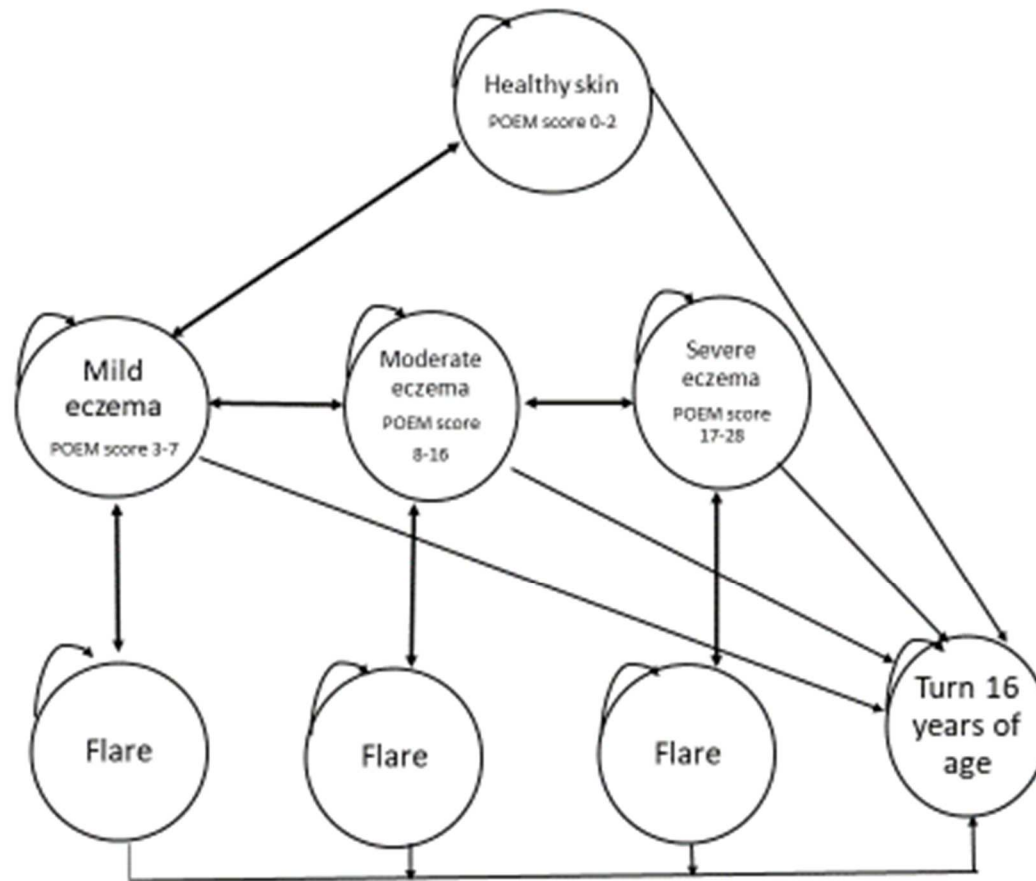 Healthy skin
POEM score 0-2
Mild
eczema
POEM score 3-7
Moderate
eczema
POEM score
8-16
Severe
eczema
POEM score
17-28
Flare
Flare
Flare
Turn 16
years of
age